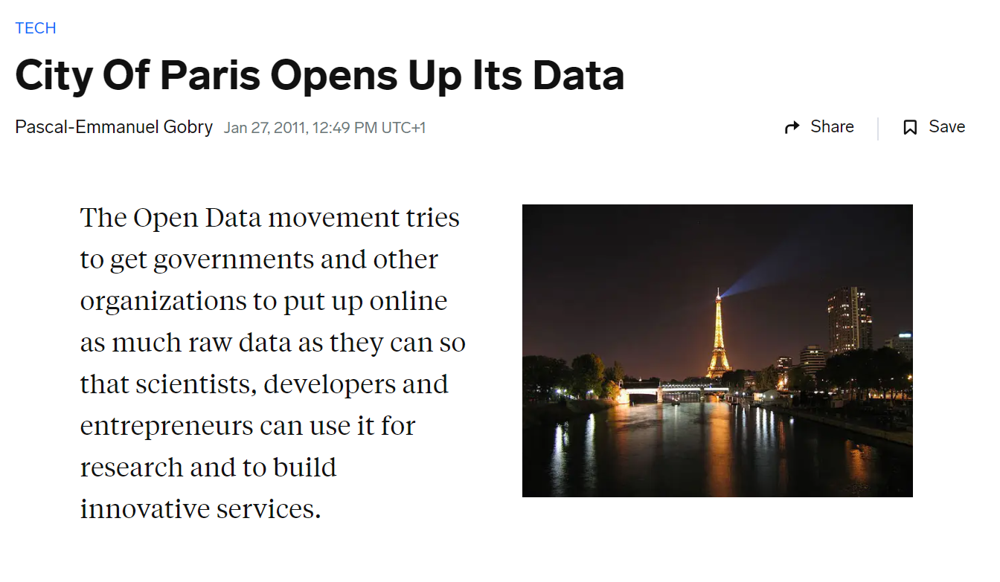 TECH
City Of Paris Opens Up Its Data
Pascal-Emmanuel Gobry Jan 27, 2011, 12:49 PM UTC+1
Share
Save
The Open Data movement tries
to get governments and other
organizations to put up online
as much raw data as they can so
that scientists, developers and
entrepreneurs can use it for
research and to build
innovative services.